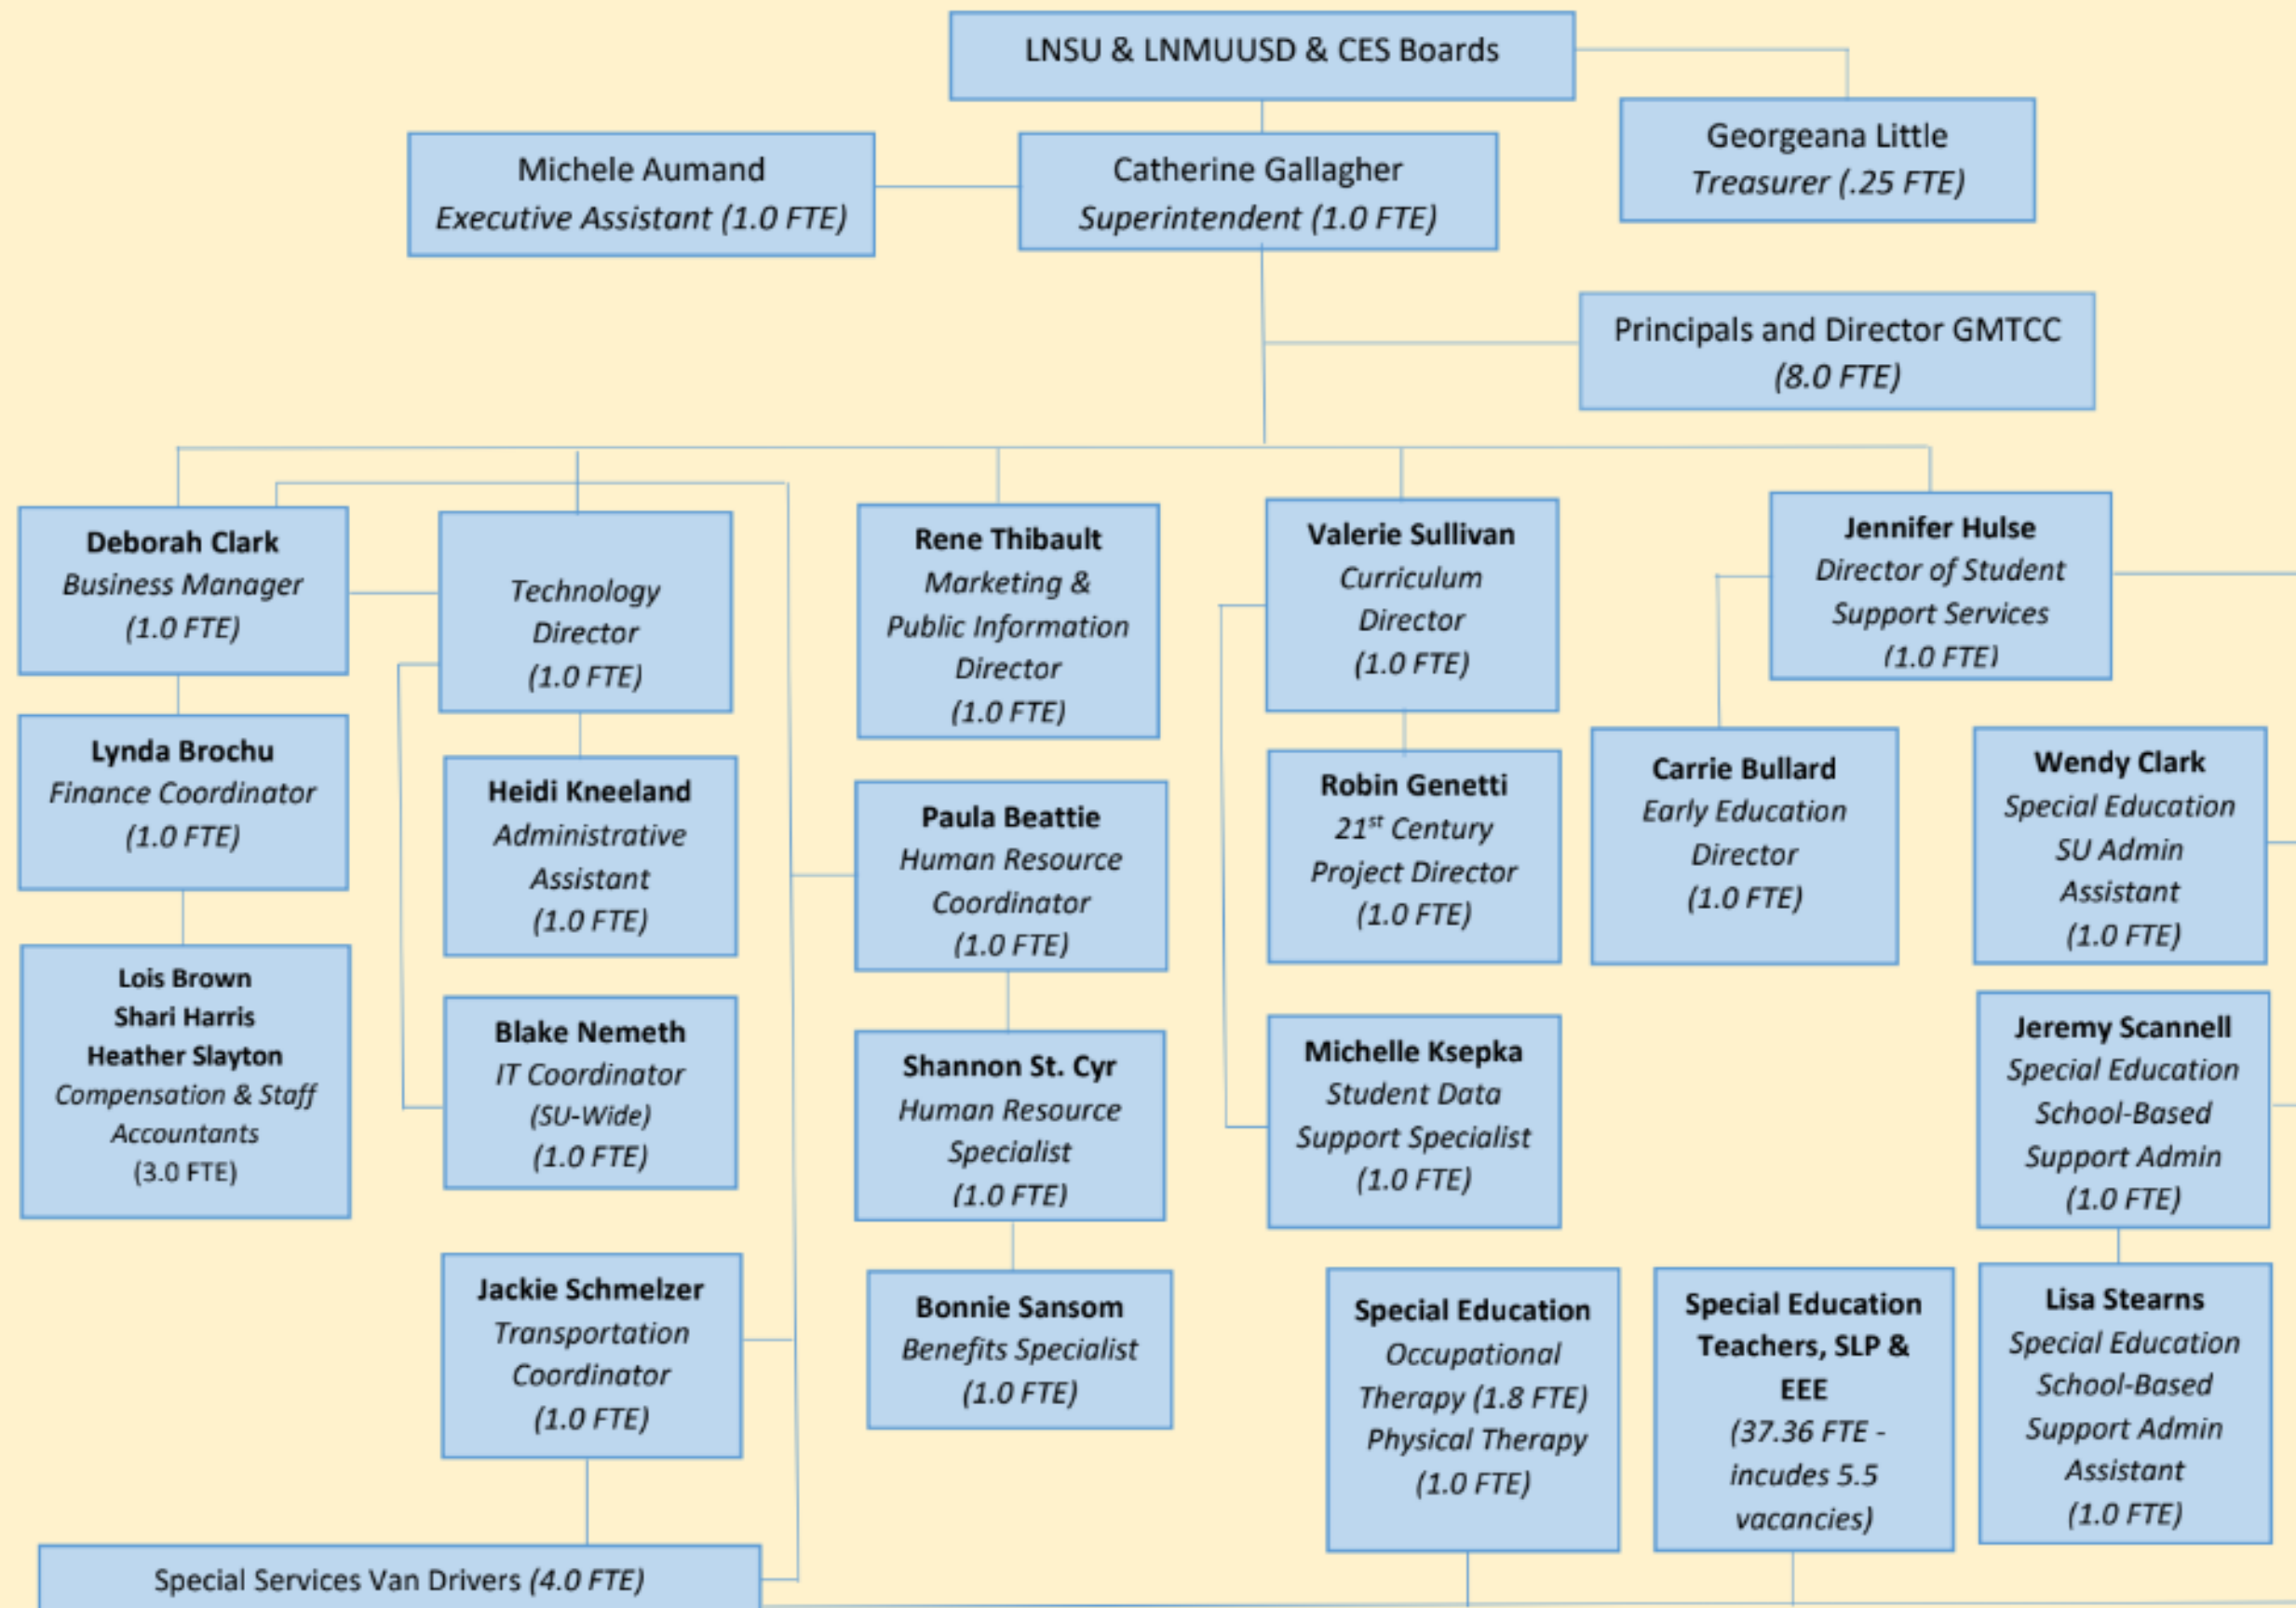 LNSU & LNMUUSD & CES Boards
Georgeana Little
Treasurer (.25 FTE)
Michele Aumand
Executive Assistant (1.0 FTE)
Catherine Gallagher
Superintendent (1.0 FTE)
Principals and Director GMTCC
(8.0 FTE)
Deborah Clark
Business Manager
(1.0 FTE)
Technology
Director
(1.0 FTE)
Rene Thibault
Marketing &
Public Information
Director
(1.0 FTE)
Valerie Sullivan
Curriculum
Director
(1.0 FTE)
Jennifer Hulse
Director of Student
Support Services
(1.0 FTE)
Lynda Brochu
Finance Coordinator
(1.0 FTE)
Heidi Kneeland
Administrative
Assistant
(1.0 FTE)
Paula Beattie
Human Resource
Coordinator
(1.0 FTE)
Robin Genetti
21st Century
Project Director
(1.0 FTE)
Carrie Bullard
Early Education
Director
(1.0 FTE)
Wendy Clark
Special Education
SU Admin
Assistant
(1.0 FTE)
Lois Brown
Shari Harris
Heather Slayton
Compensation & Staff
Accountants
(3.0 FTE)
Blake Nemeth
IT Coordinator
(SU-Wide)
(1.0 FTE)
Shannon St. Cyr
Human Resource
Specialist
(1.0 FTE)
Michelle Ksepka
Student Data
Support Specialist
(1.0 FTE)
Jeremy Scannell
Special Education
School-Based
Support Admin
(1.0 FTE)
Jackie Schmelzer
Transportation
Coordinator
(1.0 FTE)
Bonnie Sansom
Benefits Specialist
(1.0 FTE)
Special Education
Occupational
Therapy (1.8 FTE)
Physical Therapy
(1.0 FTE)
Special Education
Teachers, SLP &
EEE
(37.36 FTE -
incudes 5.5
vacancies)
Lisa Stearns
Special Education
School-Based
Support Admin
Assistant
(1.0 FTE)
Special Services Van Drivers (4.0 FTE)